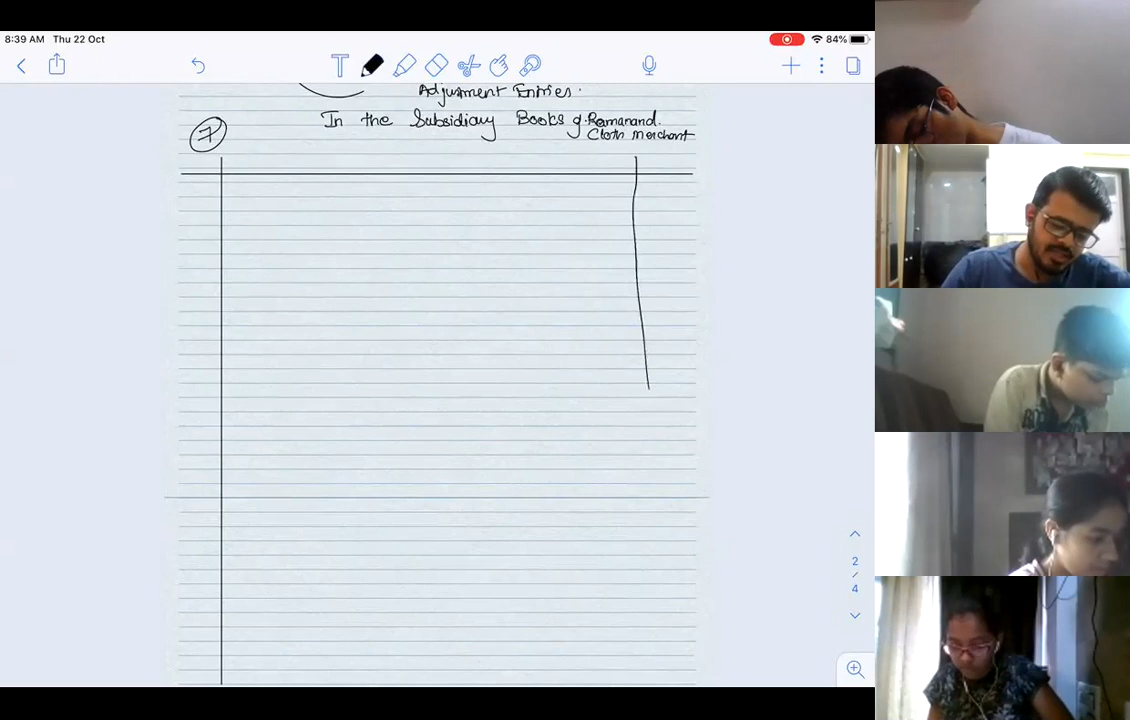 8:39 AM Thu 22 Oct
84%
Adjustment Entries.
In the Subsidiary Books of Ramanand.
Cloth Merchant
7
2
4